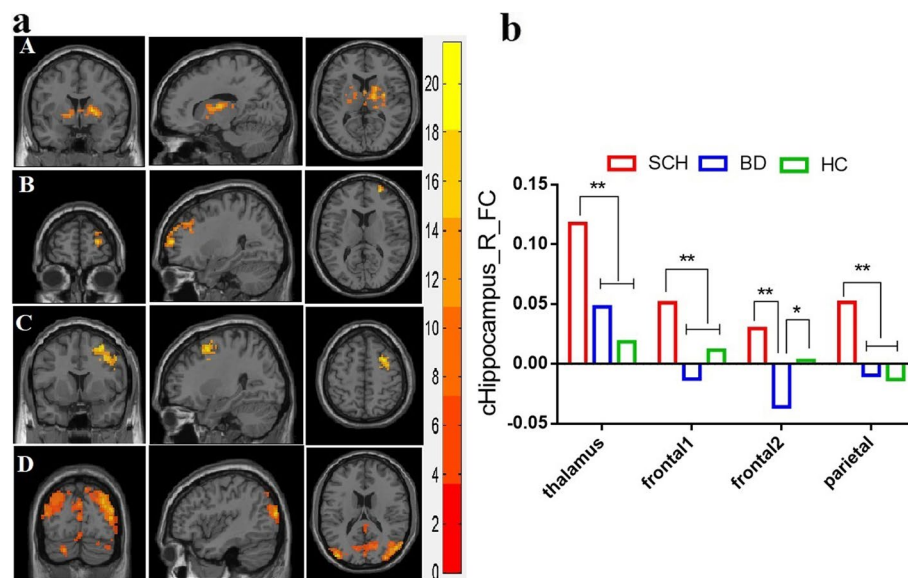 a
A
B
C
D
20
18
16
14
12
10
8
6
4
2
0
b
SCH BD HC
cHippocampus_R_FC
0.15
0.10
0.05
0.00
-0.05
**
**
**
*
**
thalamus
frontal1
frontal2
parietal